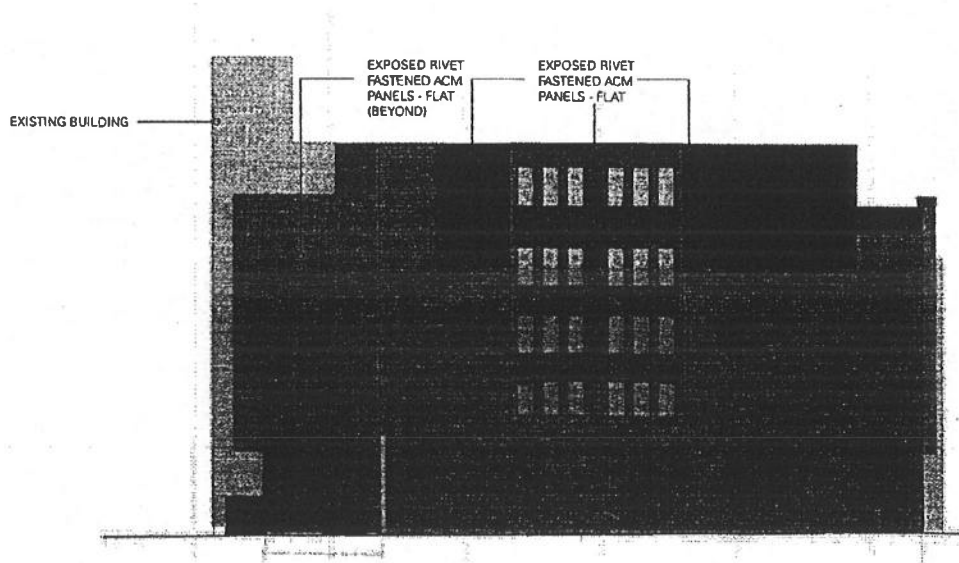 EXPOSED RIVET
FASTENED ACM
PANELS - FLAT
(BEYOND)
EXPOSED RIVET
FASTENED ACM
PANELS - FLAT
EXISTING BUILDING